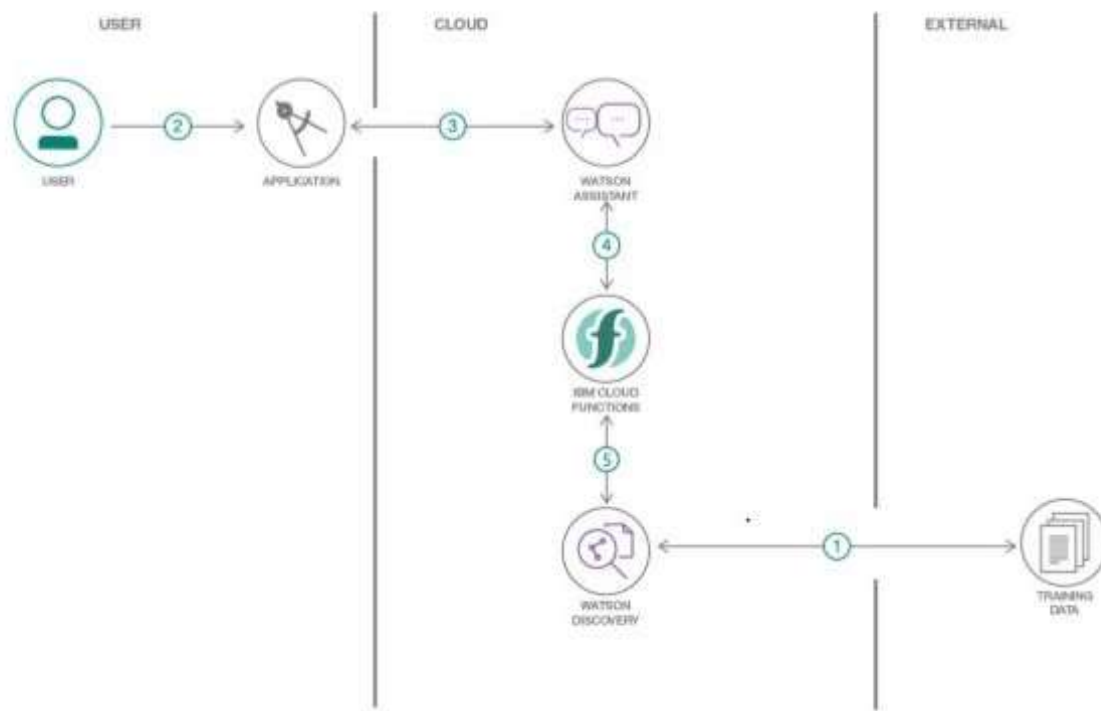 USER
CLOUD
EXTERNAL
2
3
USER
APPLICATION
WATSON
ASSISTANT
4
IBM CLOUD
FUNCTIONS
5
1
WATSON
DISCOVERY
TRAINING
DATA